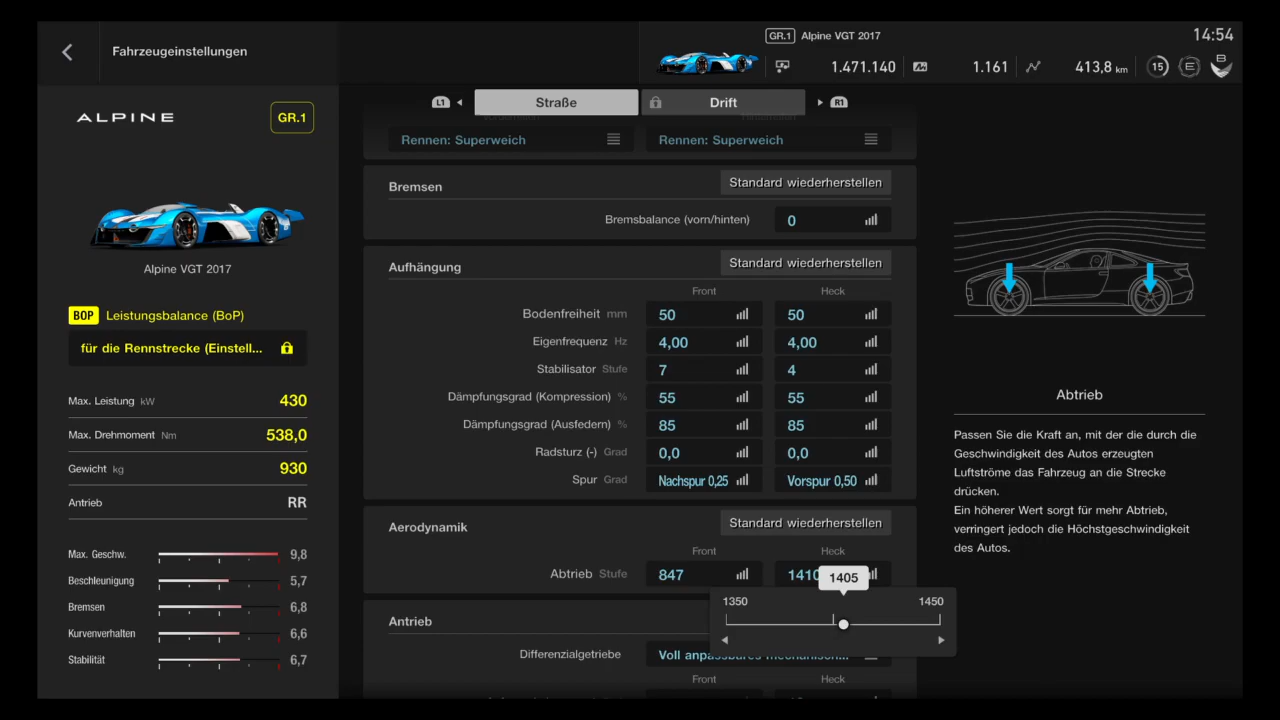 Fahrzeugeinstellungen
GR.1 Alpine VGT 2017
14:54
1.471.140
1.161
413,8 km
15
E
B
ALPINE
GR.1
Alpine VGT 2017
BOP Leistungsbalance (BoP)
für die Rennstrecke (Einstell...
Max. Leistung kW 430
Max. Drehmoment Nm 538,0
Gewicht kg 930
Antrieb RR
Max. Geschw. 9,8
Beschleunigung 5,7
Bremsen 6,8
Kurvenverhalten 6,6
Stabilität 6,7
L1 Straße Drift R1
Rennen: Superweich Rennen: Superweich
Bremsen Standard wiederherstellen
Bremsbalance (vorn/hinten) 0
Aufhängung Standard wiederherstellen
Front Heck
Bodenfreiheit mm 50 50
Eigenfrequenz Hz 4,00 4,00
Stabilisator Stufe 7 4
Dämpfungsgrad (Kompression) % 55 55
Dämpfungsgrad (Ausfedern) % 85 85
Radsturz (-) Grad 0,0 0,0
Spur Grad Nachspur 0,25 Vorspur 0,50
Aerodynamik Standard wiederherstellen
Front Heck
Abtrieb Stufe 847 1410
1405
1350 1450
Antrieb
Differenzialgetriebe Voll anpassbares mechanisch...
Front Heck
Abtrieb
Passen Sie die Kraft an, mit der die durch die
Geschwindigkeit des Autos erzeugten
Luftströme das Fahrzeug an die Strecke
drücken.
Ein höherer Wert sorgt für mehr Abtrieb,
verringert jedoch die Höchstgeschwindigkeit
des Autos.